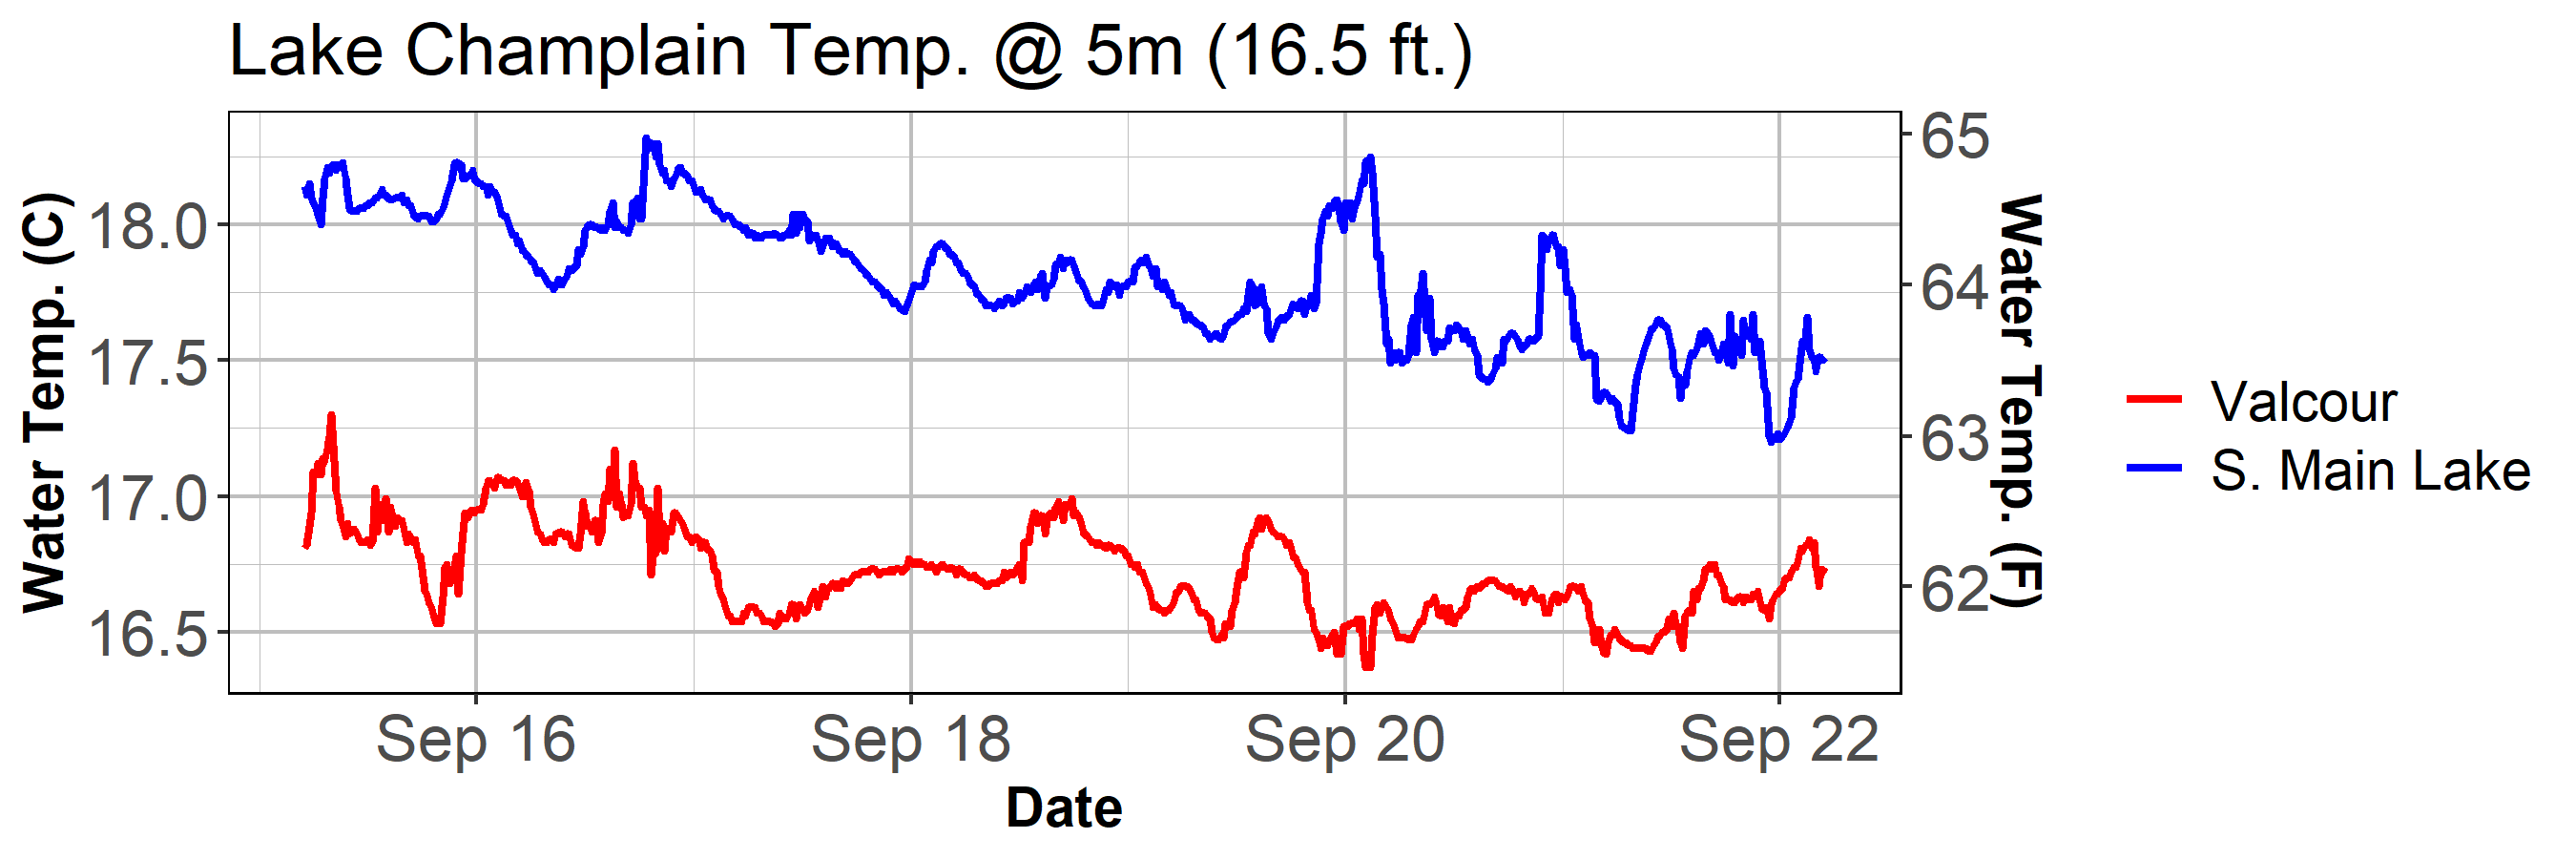 Lake Champlain Temp. @ 5m (16.5 ft.)
Water Temp. (C)
18.0
17.5
17.0
16.5
65
64
63
62
Water Temp. (F)
Sep 16
Sep 18
Sep 20
Sep 22
Date
Valcour
S. Main Lake